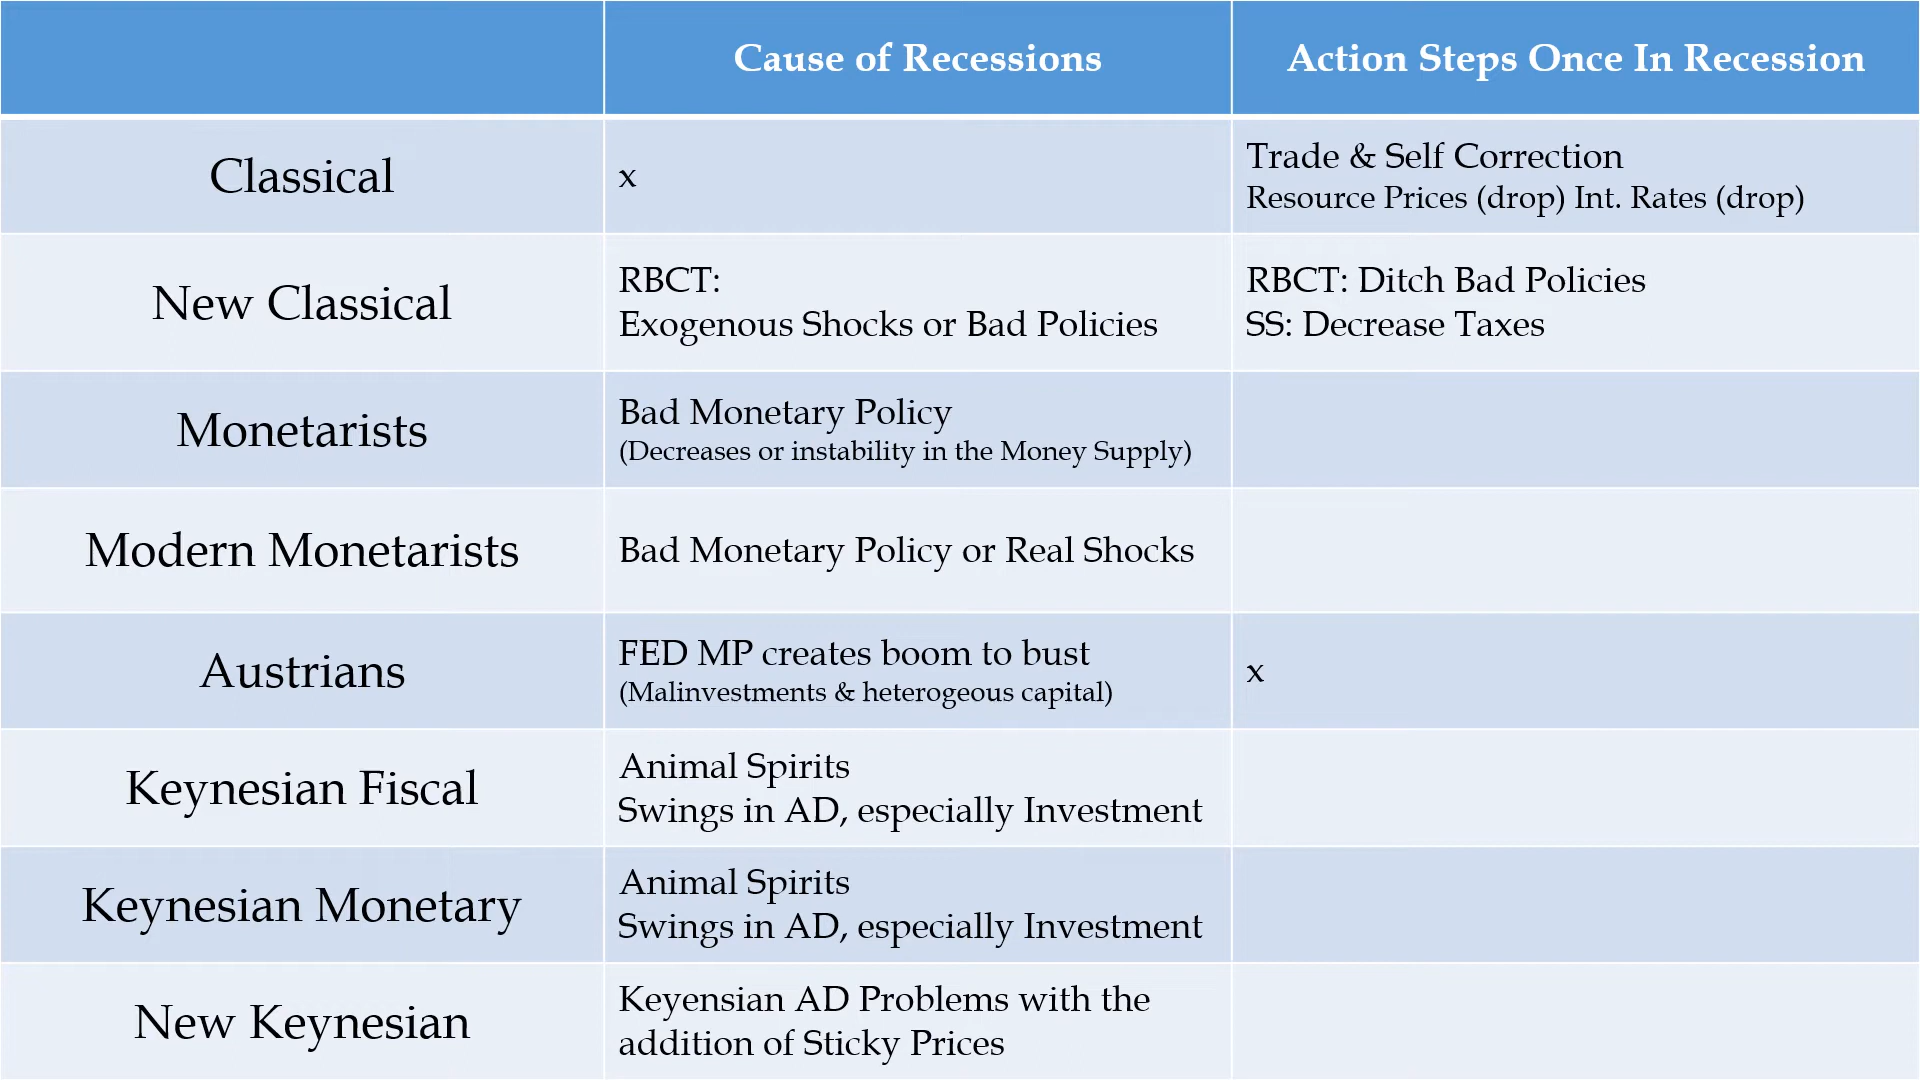 Cause of Recessions
Action Steps Once In Recession
Classical
x
Trade & Self Correction
Resource Prices (drop) Int. Rates (drop)
New Classical
RBCT:
Exogenous Shocks or Bad Policies
RBCT: Ditch Bad Policies
SS: Decrease Taxes
Monetarists
Bad Monetary Policy
(Decreases or instability in the Money Supply)
Modern Monetarists
Bad Monetary Policy or Real Shocks
Austrians
FED MP creates boom to bust
(Malinvestments & heterogeous capital)
x
Keynesian Fiscal
Animal Spirits
Swings in AD, especially Investment
Keynesian Monetary
Animal Spirits
Swings in AD, especially Investment
New Keynesian
Keyensian AD Problems with the
addition of Sticky Prices